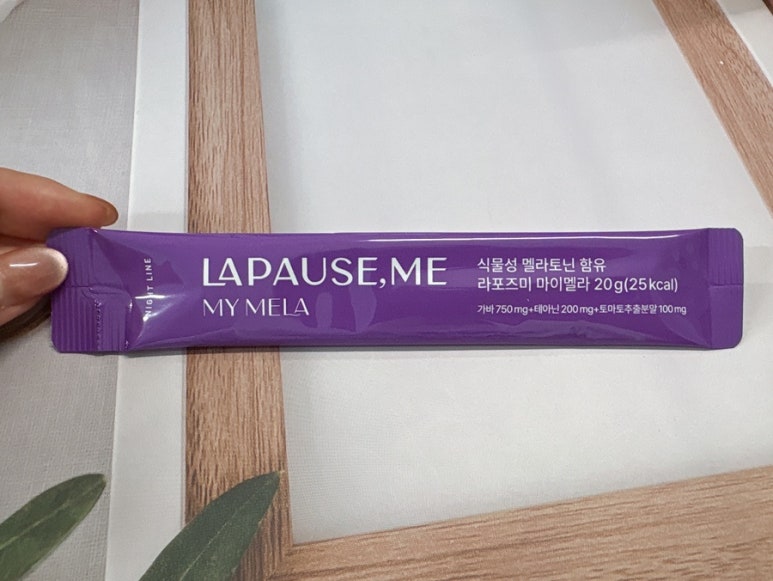 NIGHT LINE
LAPAUSE,ME
MY MELA
식물성 멜라토닌 함유
라포즈미 마이멜라 20g(25kcal)
가바 750mg+테아닌 200mg+토마토추출분말 100mg